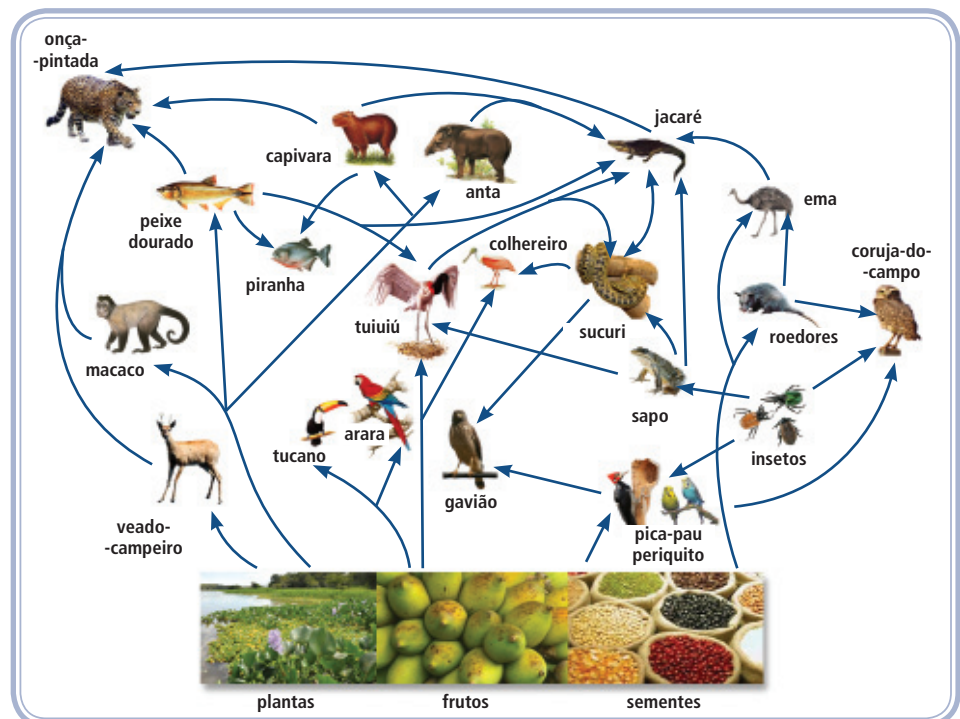 onça-
-pintada
capivara
anta
jacaré
ema
peixe
dourado
piranha
colhereiro
coruja-do-
-campo
tuiuiú
sucuri
roedores
macaco
sapo
arara
tucano
insetos
gavião
veado-
-campeiro
pica-pau
periquito
plantas
frutos
sementes